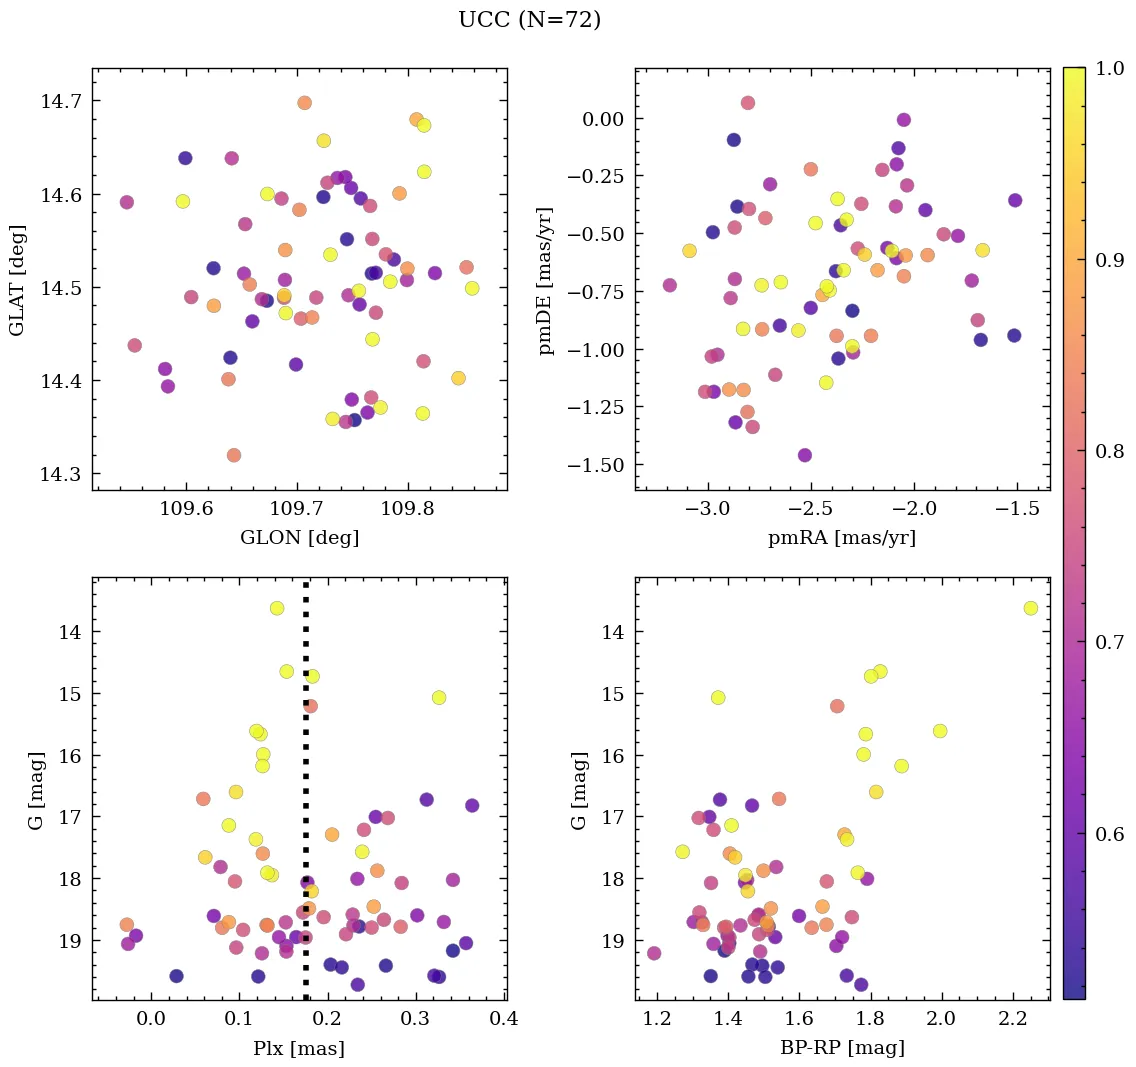 UCC (N=72)
14.7
14.6
14.5
14.4
14.3
GLAT [deg]
109.6 109.7 109.8
GLON [deg]
0.00
−0.25
−0.50
−0.75
−1.00
−1.25
−1.50
pmDE [mas/yr]
−3.0 −2.5 −2.0 −1.5
pmRA [mas/yr]
14
15
16
17
18
19
G [mag]
0.0 0.1 0.2 0.3 0.4
Plx [mas]
14
15
16
17
18
19
G [mag]
1.2 1.4 1.6 1.8 2.0 2.2
BP-RP [mag]
1.0
0.9
0.8
0.7
0.6